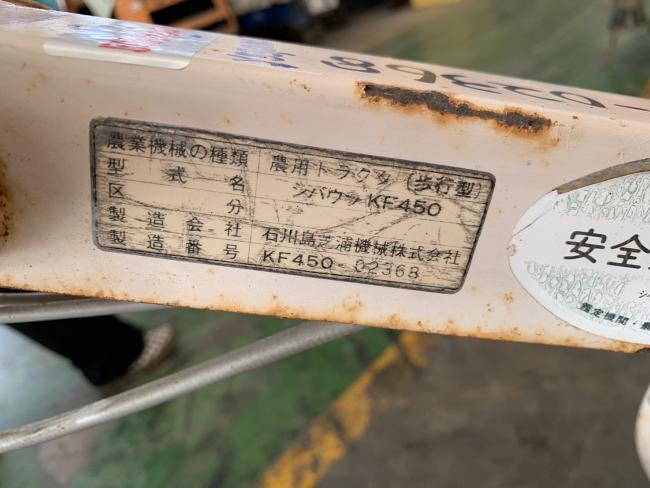 02368
農業機械の種類 農用トラクタ(歩行型)
型式名 シバウラ KF450
区分
製造会社 石川島芝浦機械株式会社
製造番号 KF450-02368
安全